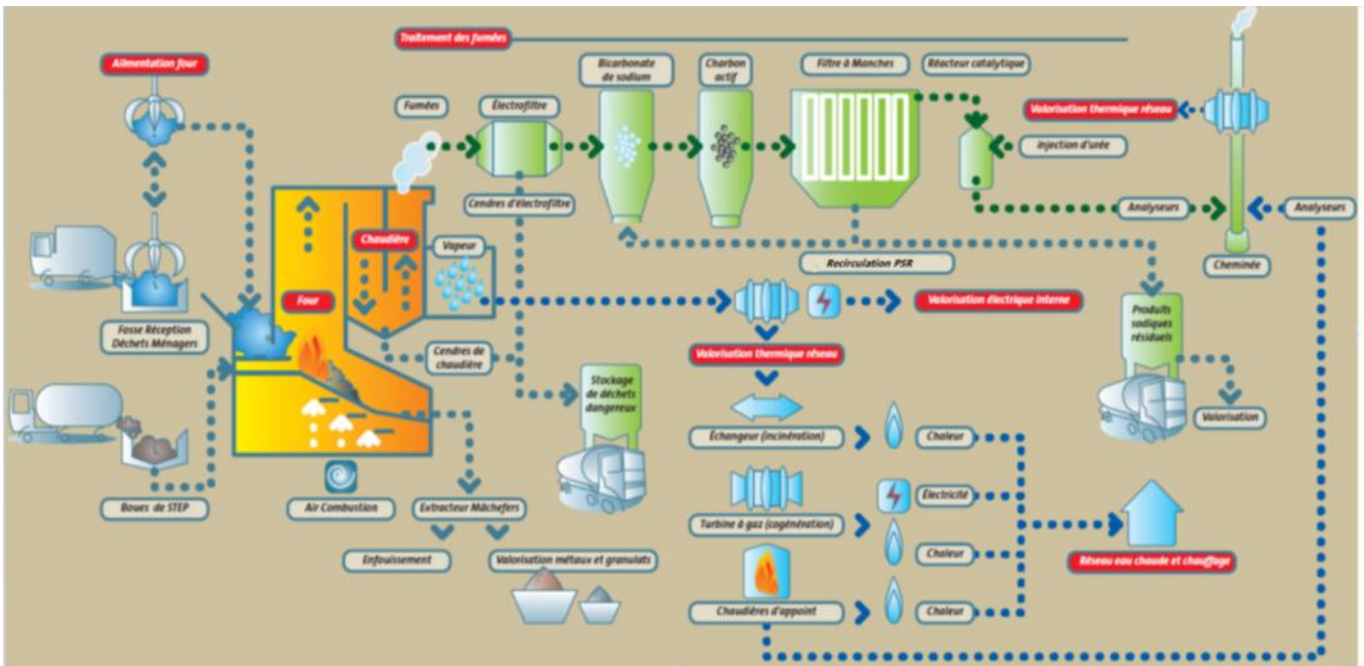 Traitement des fumées
Alimentation four
Bicarbonate
de sodium
Charbon
actif
Filtre à Manches
Réacteur catalytique
Fumées
Électrofiltre
Valorisation thermique réseau
injection d'urée
Cendres d'électrofiltre
Analyseurs
Analyseurs
Chaudière
Vapeur
Recirculation PSR
Cheminée
Four
Valorisation électrique interne
Fosse Réception
Déchets Ménagers
Produits
sodiques
résiduels
Cendres de
chaudière
Valorisation thermique réseau
Stockage
de déchets
dangereux
Valorisation
Échangeur (incinération)
Chaleur
Électricité
Boues de STEP
Air Combustion
Extracteur Mâchefers
Turbine à gaz (cogénération)
Enfouissement
Valorisation métaux et granulats
Chaleur
Réseau eau chaude et chauffage
Chaudières d'appoint
Chaleur